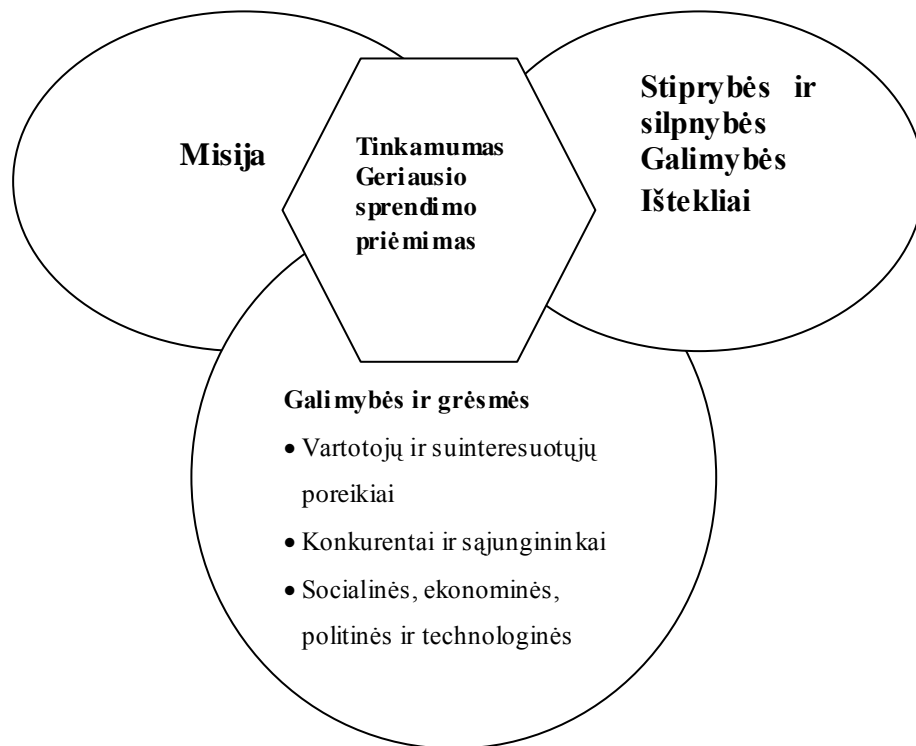 Misija
Tinkamumas
Geriausio
sprendimo
priėmimas
Stiprybės ir
silpnybės
Galimybės
Ištekliai
Galimybės ir grėsmės
• Vartotojų ir suinteresuotųjų
poreikiai
• Konkurentai ir sąjungininkai
• Socialinės, ekonominės,
politinės ir technologinės